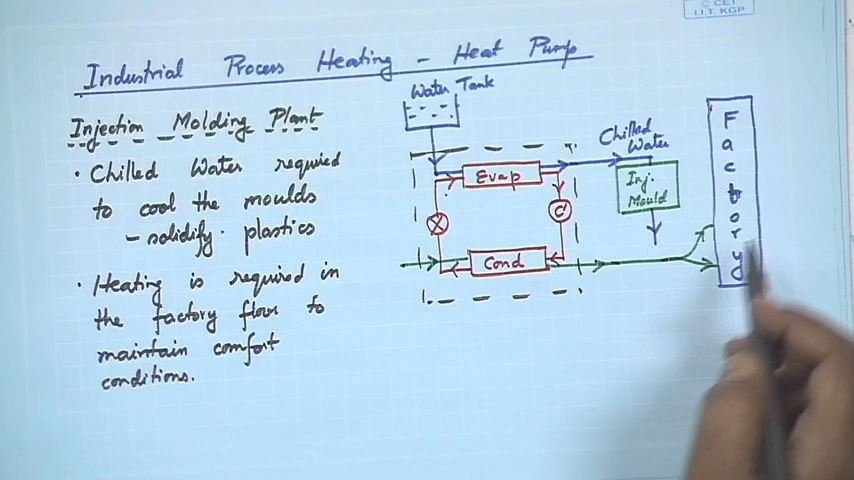 © CET
I.I.T. KGP
Industrial Process Heating - Heat Pump
Injection Molding Plant
• Chilled Water required
to cool the moulds
- solidify plastics
• Heating is required in
the factory floor to
maintain comfort
conditions.
Water Tank
Evap
C
X
Cond
Chilled
Water
Inj.
Mould
Factory